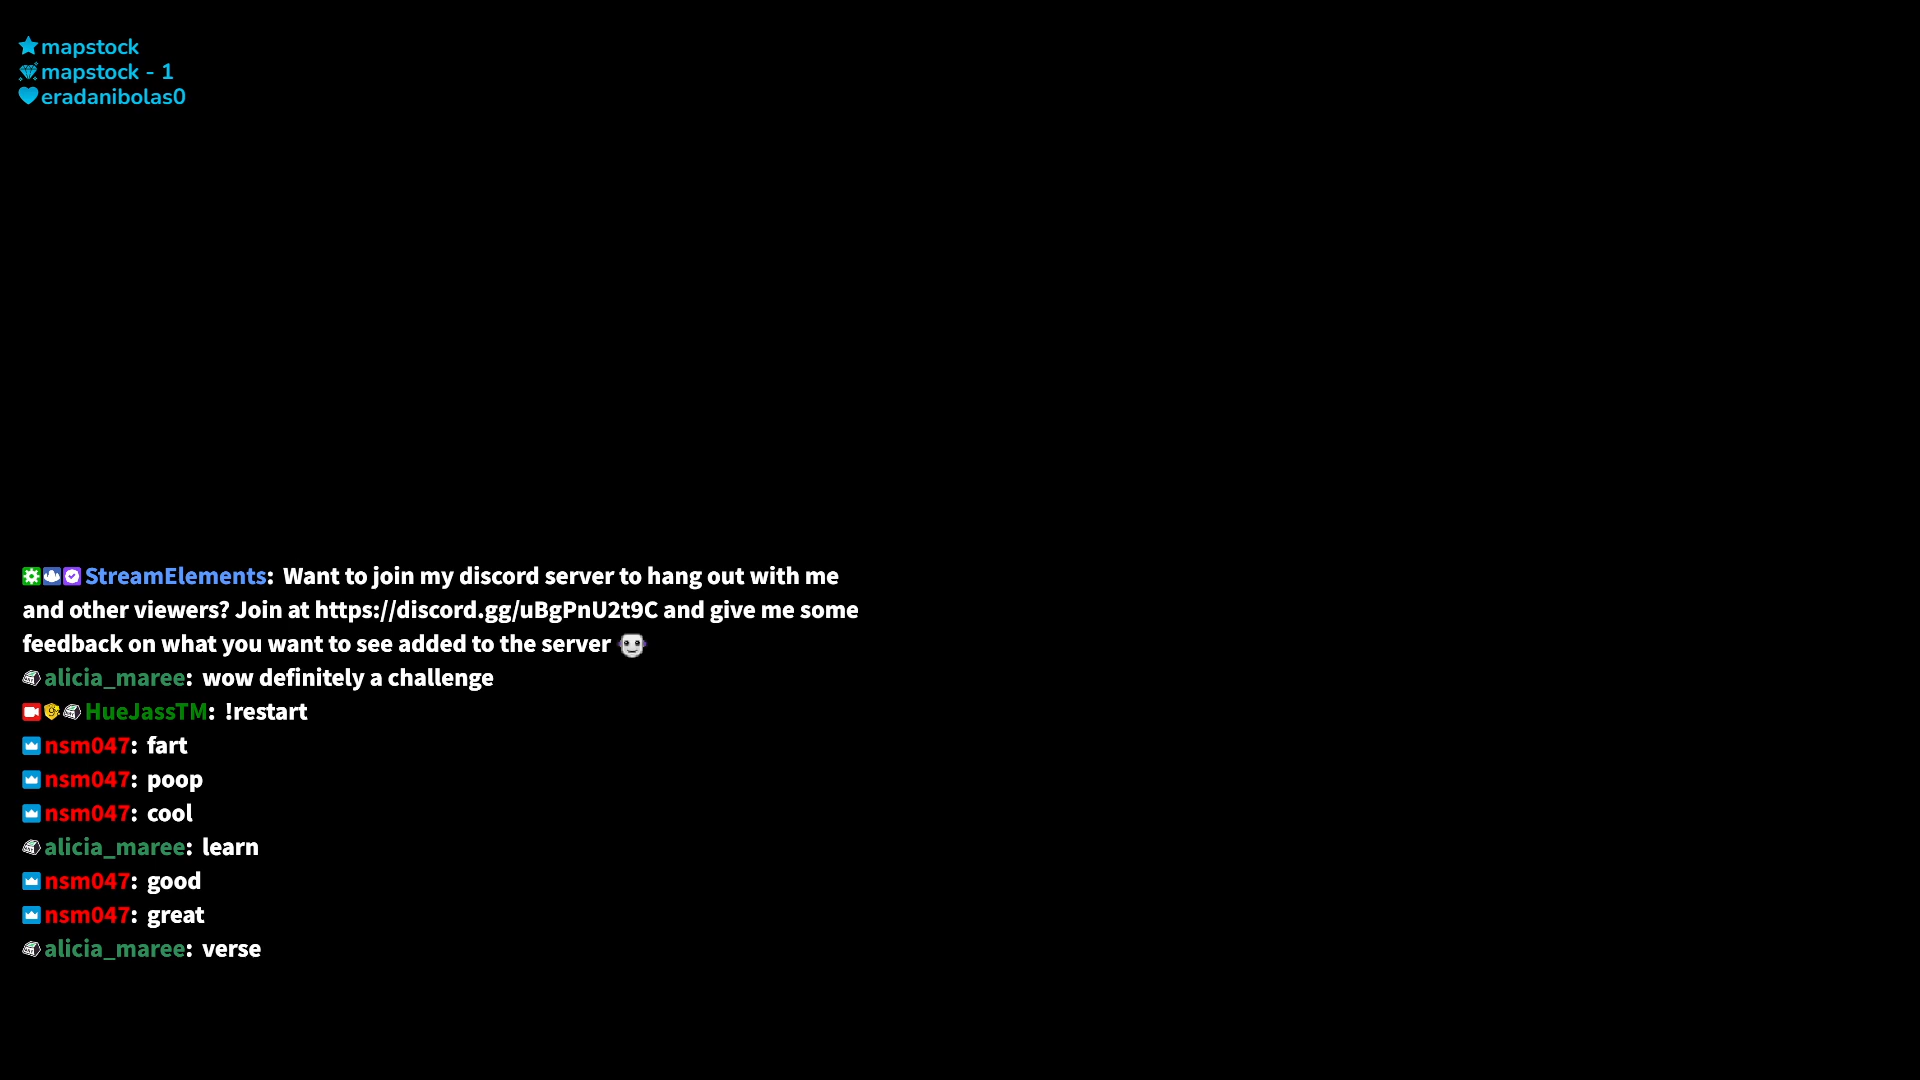 mapstock
mapstock - 1
eradanibolas0
StreamElements: Want to join my discord server to hang out with me
and other viewers? Join at https://discord.gg/uBgPnU2t9C and give me some
feedback on what you want to see added to the server
alicia_maree: wow definitely a challenge
HueJassTM: !restart
nsm047: fart
nsm047: poop
nsm047: cool
alicia_maree: learn
nsm047: good
nsm047: great
alicia_maree: verse